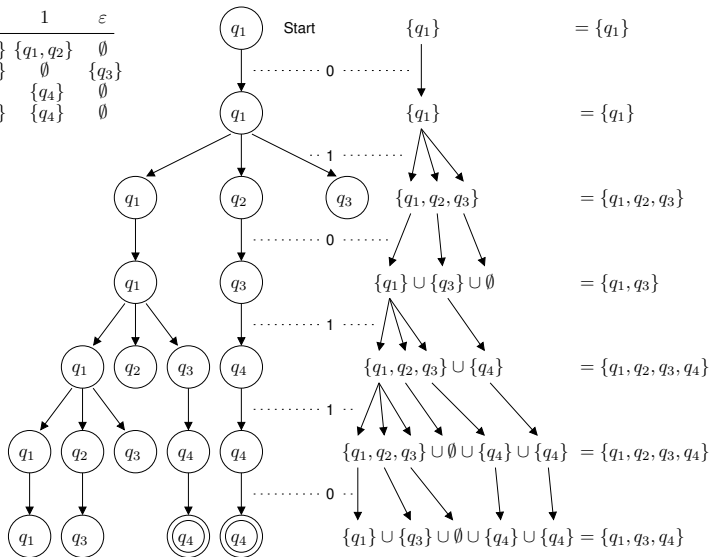 1 ε
} {q₁, q₂} ∅
} ∅ {q₃}
{q₄} ∅
} {q₄} ∅
q₁ Start {q₁} = {q₁}
0
q₁ {q₁} = {q₁}
1
q₁ q₂ q₃ {q₁, q₂, q₃} = {q₁, q₂, q₃}
0
q₁ q₃ {q₁} ∪ {q₃} ∪ ∅ = {q₁, q₃}
1
q₁ q₂ q₃ q₄ {q₁, q₂, q₃} ∪ {q₄} = {q₁, q₂, q₃, q₄}
1
q₁ q₂ q₃ q₄ q₄ {q₁, q₂, q₃} ∪ ∅ ∪ {q₄} ∪ {q₄} = {q₁, q₂, q₃, q₄}
0
q₁ q₃ q₄ q₄ {q₁} ∪ {q₃} ∪ ∅ ∪ {q₄} ∪ {q₄} = {q₁, q₃, q₄}